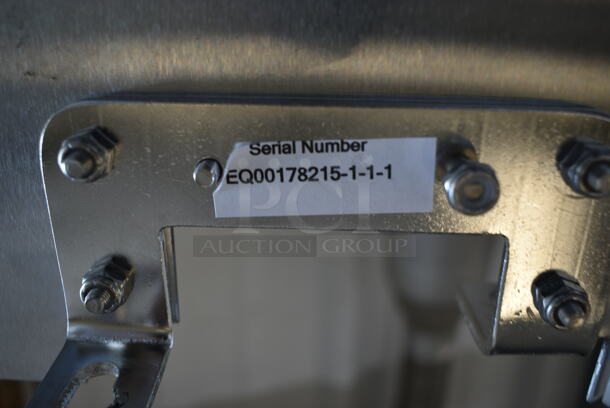 Serial Number
EQ00178215-1-1-1
PCI
AUCTION GROUP